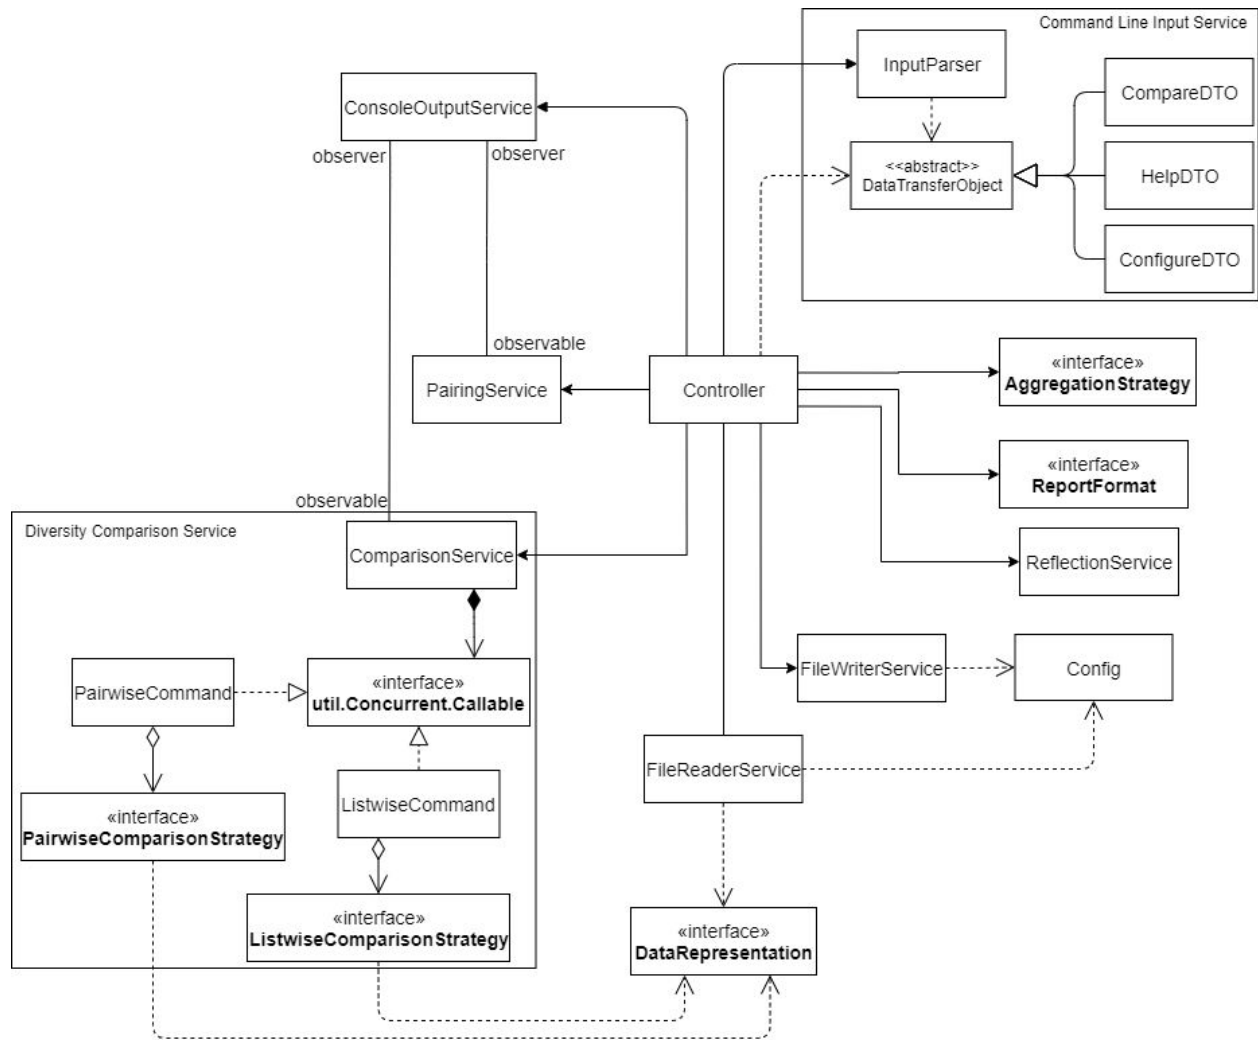 Command Line Input Service
InputParser
CompareDTO
ConsoleOutputService
observer
observer
<<abstract>>
DataTransferObject
HelpDTO
ConfigureDTO
observable
PairingService
Controller
«interface»
AggregationStrategy
«interface»
ReportFormat
observable
Diversity Comparison Service
ComparisonService
ReflectionService
PairwiseCommand
«interface»
util.Concurrent.Callable
FileWriterService
Config
FileReaderService
ListwiseCommand
«interface»
PairwiseComparisonStrategy
«interface»
ListwiseComparisonStrategy
«interface»
DataRepresentation